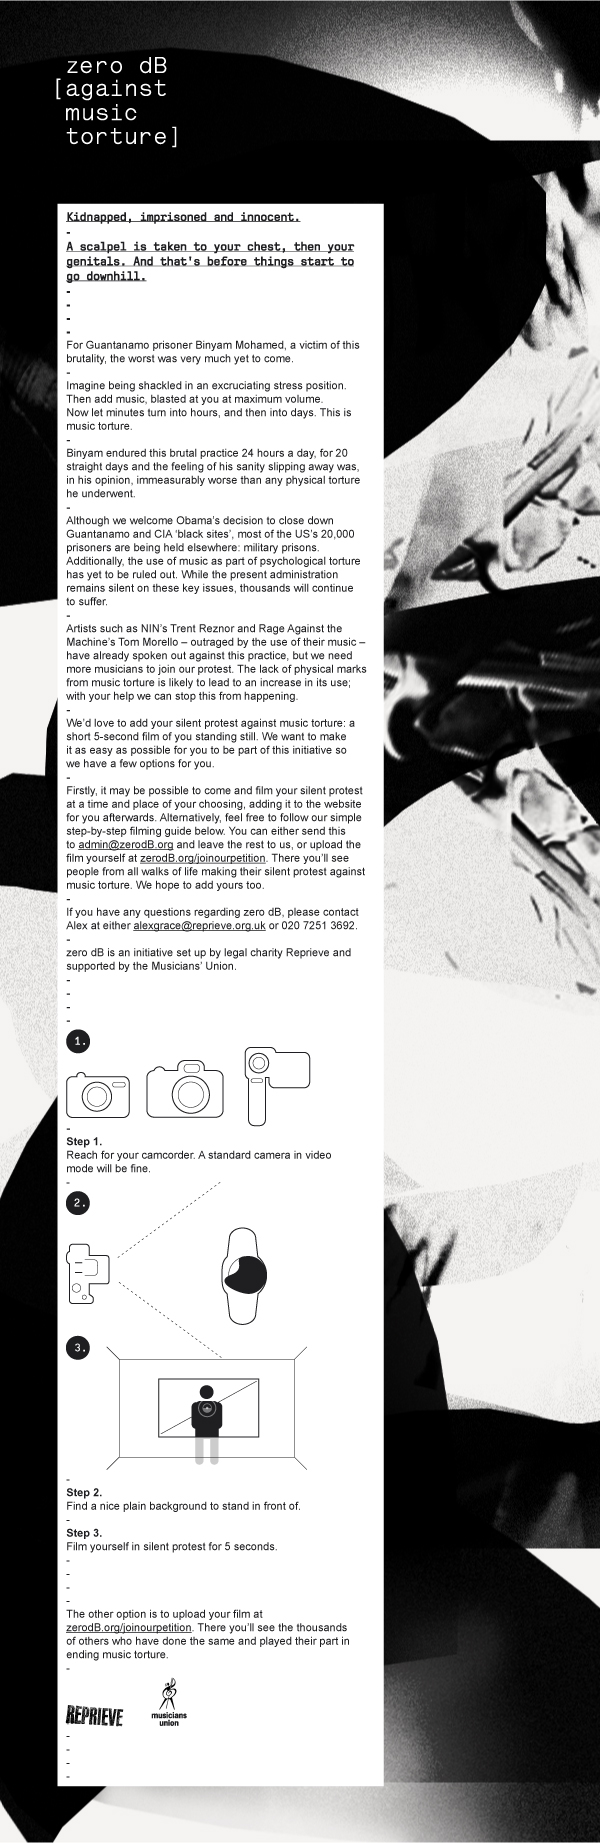 zero dB
[against
music
torture]
Kidnapped, imprisoned and innocent.
-
A scalpel is taken to your chest, then your
genitals. And that's before things start to
go downhill.
-
-
-
-
For Guantanamo prisoner Binyam Mohamed, a victim of this
brutality, the worst was very much yet to come.
-
Imagine being shackled in an excruciating stress position.
Then add music, blasted at you at maximum volume.
Now let minutes turn into hours, and then into days. This is
music torture.
-
Binyam endured this brutal practice 24 hours a day, for 20
straight days and the feeling of his sanity slipping away was,
in his opinion, immeasurably worse than any physical torture
he underwent.
-
Although we welcome Obama's decision to close down
Guantanamo and CIA 'black sites', most of the US's 20,000
prisoners are being held elsewhere: military prisons.
Additionally, the use of music as part of psychological torture
has yet to be ruled out. While the present administration
remains silent on these key issues, thousands will continue
to suffer.
-
Artists such as NIN's Trent Reznor and Rage Against the
Machine's Tom Morello – outraged by the use of their music –
have already spoken out against this practice, but we need
more musicians to join our protest. The lack of physical marks
from music torture is likely to lead to an increase in its use;
with your help we can stop this from happening.
-
We'd love to add your silent protest against music torture: a
short 5-second film of you standing still. We want to make
it as easy as possible for you to be part of this initiative so
we have a few options for you.
-
Firstly, it may be possible to come and film your silent protest
at a time and place of your choosing, adding it to the website
for you afterwards. Alternatively, feel free to follow our simple
step-by-step filming guide below. You can either send this
to admin@zerodB.org and leave the rest to us, or upload the
film yourself at zerodB.org/joinourpetition. There you'll see
people from all walks of life making their silent protest against
music torture. We hope to add yours too.
-
If you have any questions regarding zero dB, please contact
Alex at either alexgrace@reprieve.org.uk or 020 7251 3692.
-
zero dB is an initiative set up by legal charity Reprieve and
supported by the Musicians' Union.
-
-
-
-
1.
-
Step 1.
Reach for your camcorder. A standard camera in video
mode will be fine.
-
2.
3.
-
Step 2.
Find a nice plain background to stand in front of.
-
Step 3.
Film yourself in silent protest for 5 seconds.
-
-
-
-
The other option is to upload your film at
zerodB.org/joinourpetition. There you'll see the thousands
of others who have done the same and played their part in
ending music torture.
-
REPRIEVE
musicians
union
-
-
-
-